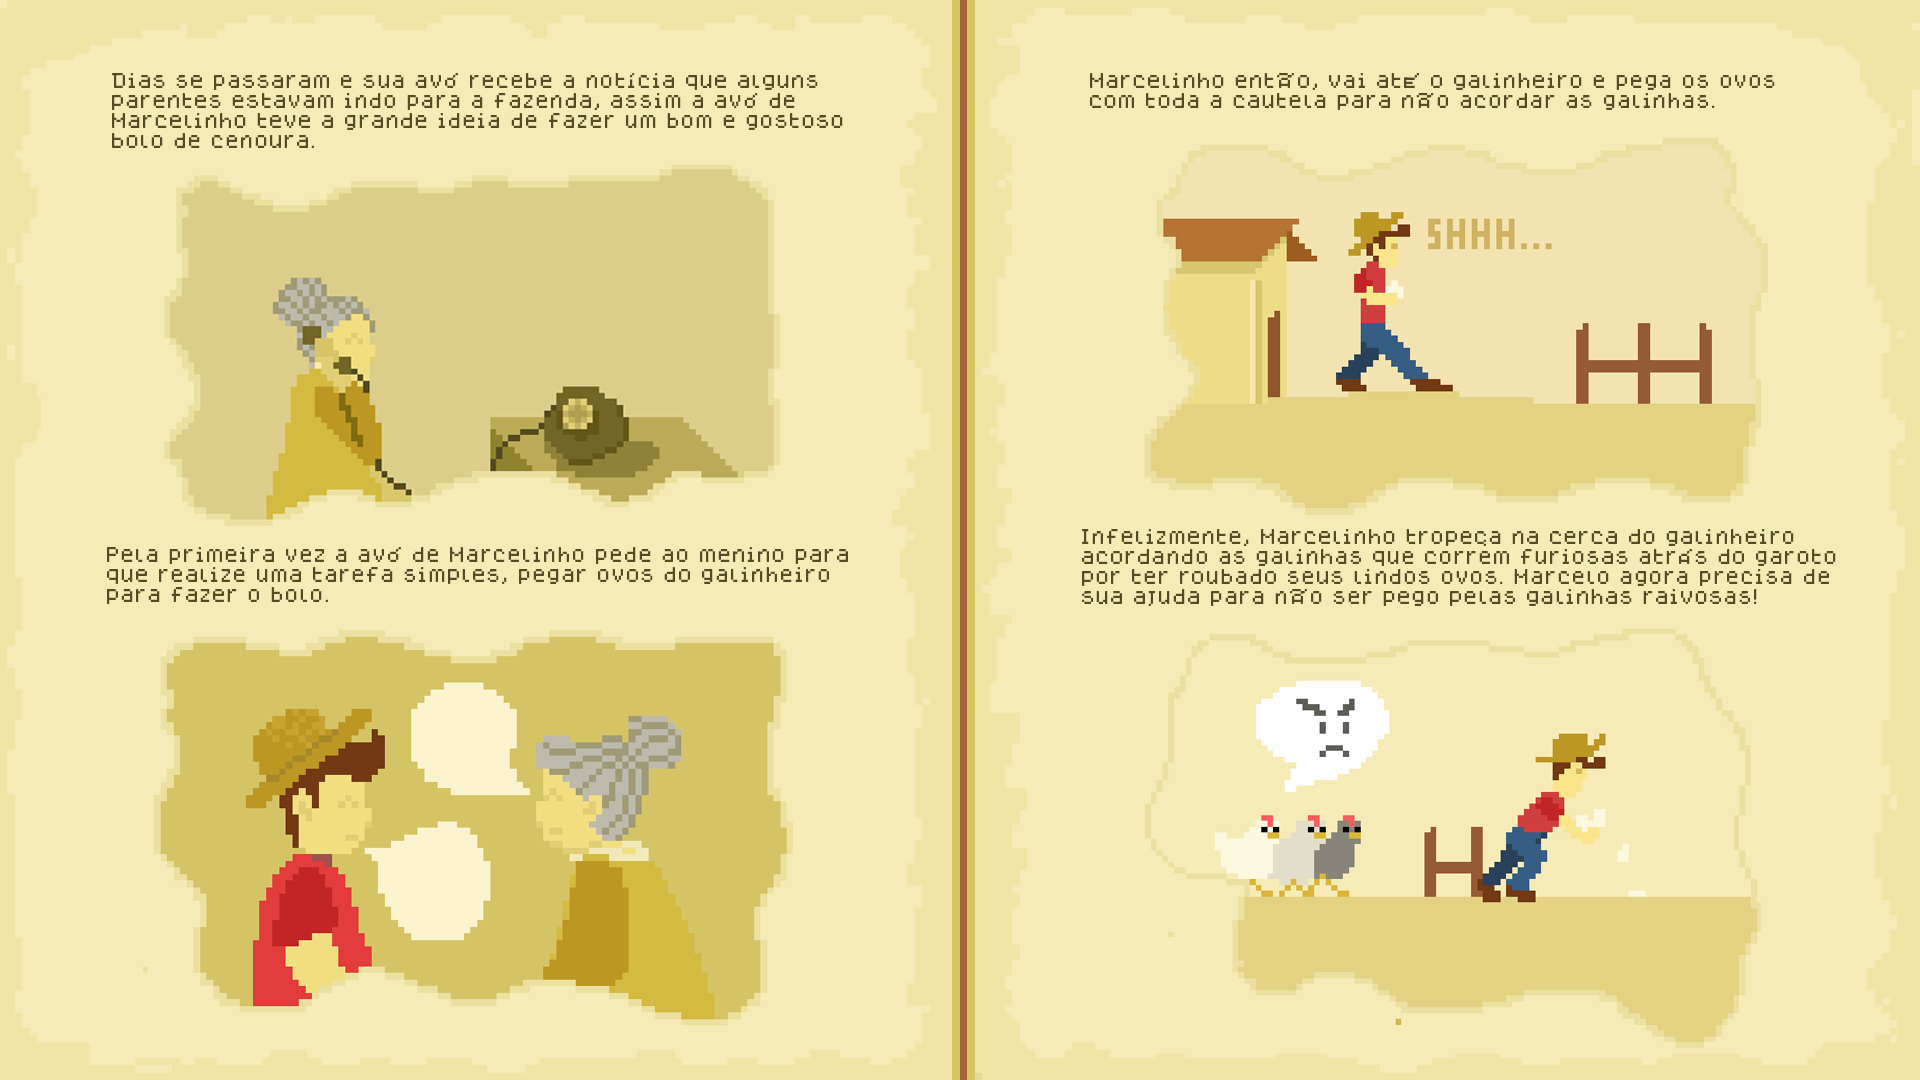 Dias se passaram e sua avó recebe a notícia que alguns
parentes estavam indo para a fazenda, assim a avó de
Marcelinho teve a grande ideia de fazer um bom e gostoso
bolo de cenoura.
Pela primeira vez a avó de Marcelinho pede ao menino para
que realize uma tarefa simples, pegar ovos do galinheiro
para fazer o bolo.
Marcelinho então, vai até o galinheiro e pega os ovos
com toda a cautela para não acordar as galinhas.
SHHH...
Infelizmente, Marcelinho tropeça na cerca do galinheiro
acordando as galinhas que correm furiosas atrás do garoto
por ter roubado seus lindos ovos. Marcelo agora precisa de
sua ajuda para não ser pego pelas galinhas raivosas!